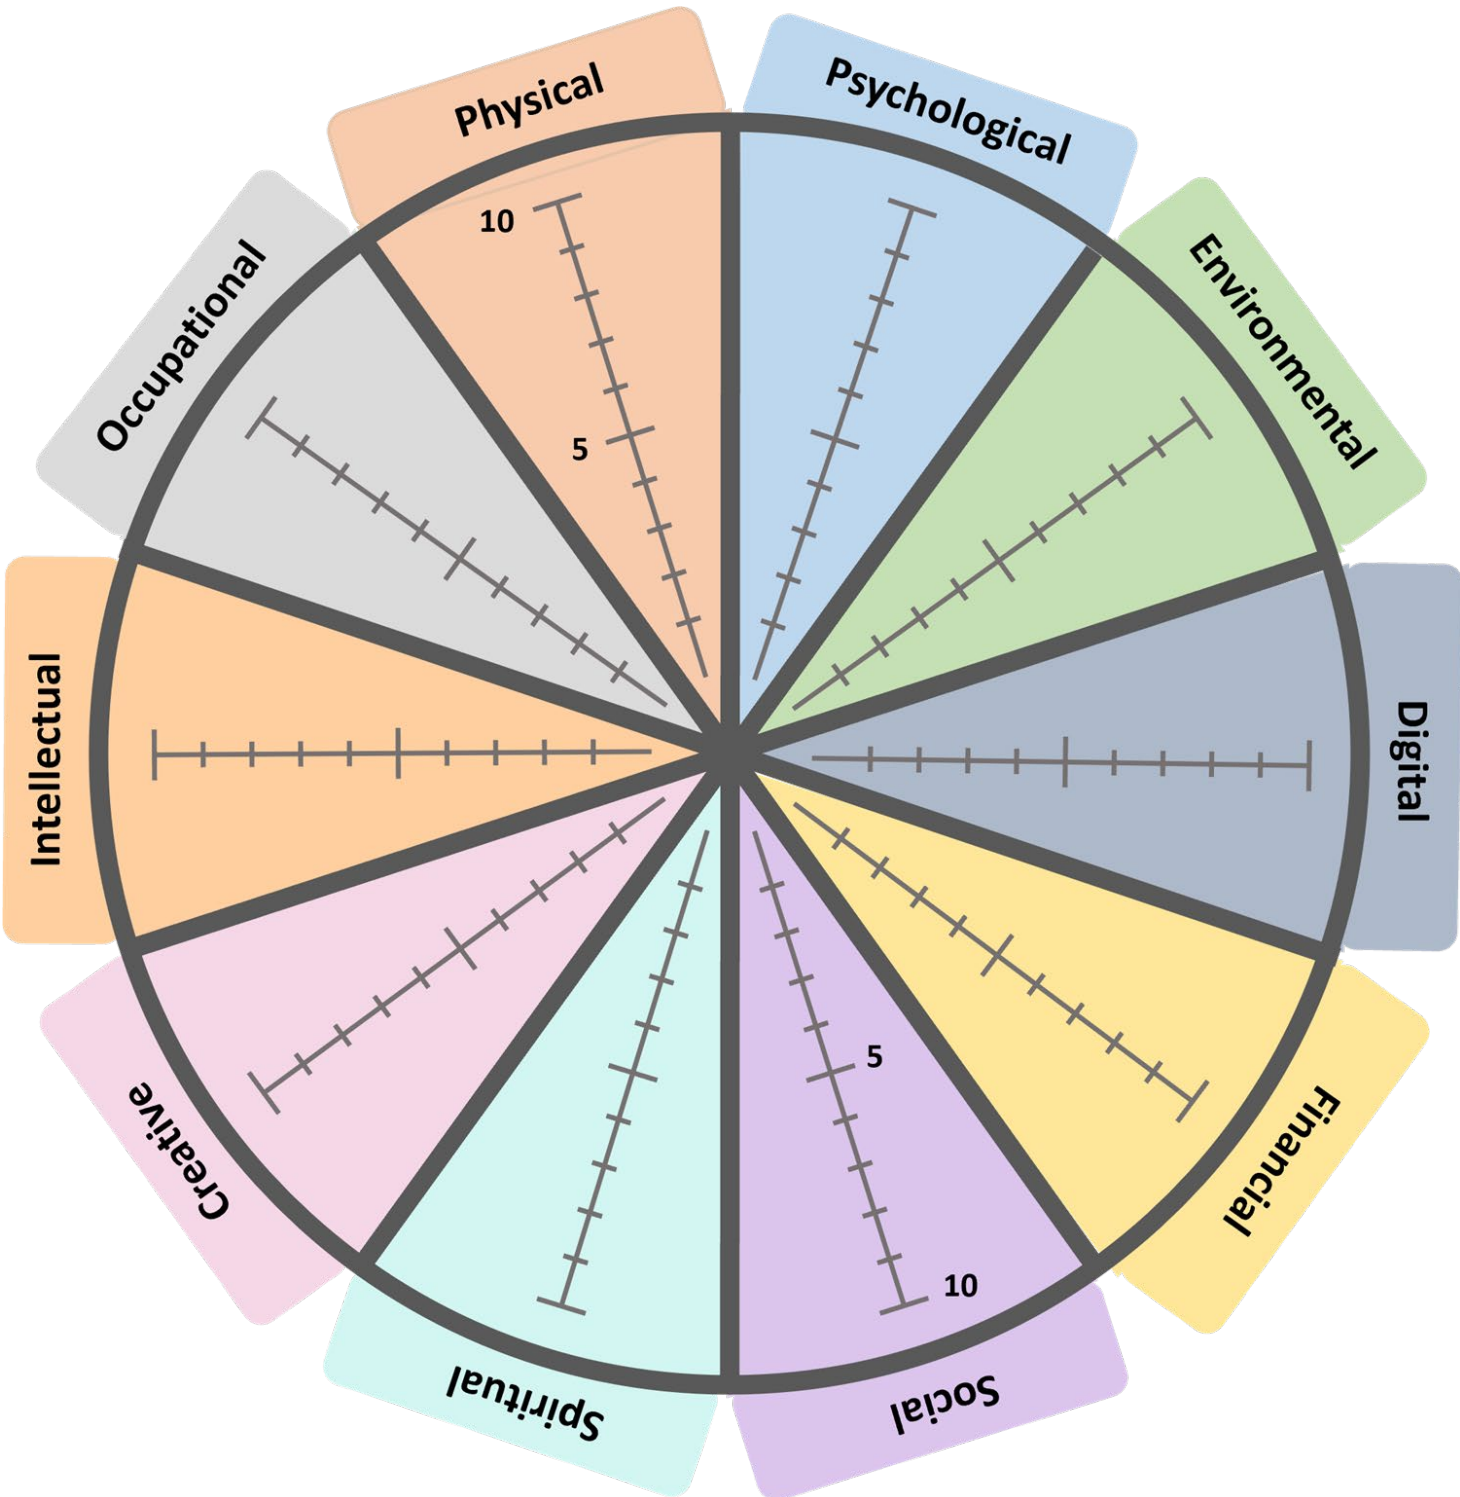 Physical
Psychological
Environmental
Digital
Financial
Social
Spiritual
Creative
Intellectual
Occupational
10
5
5
10